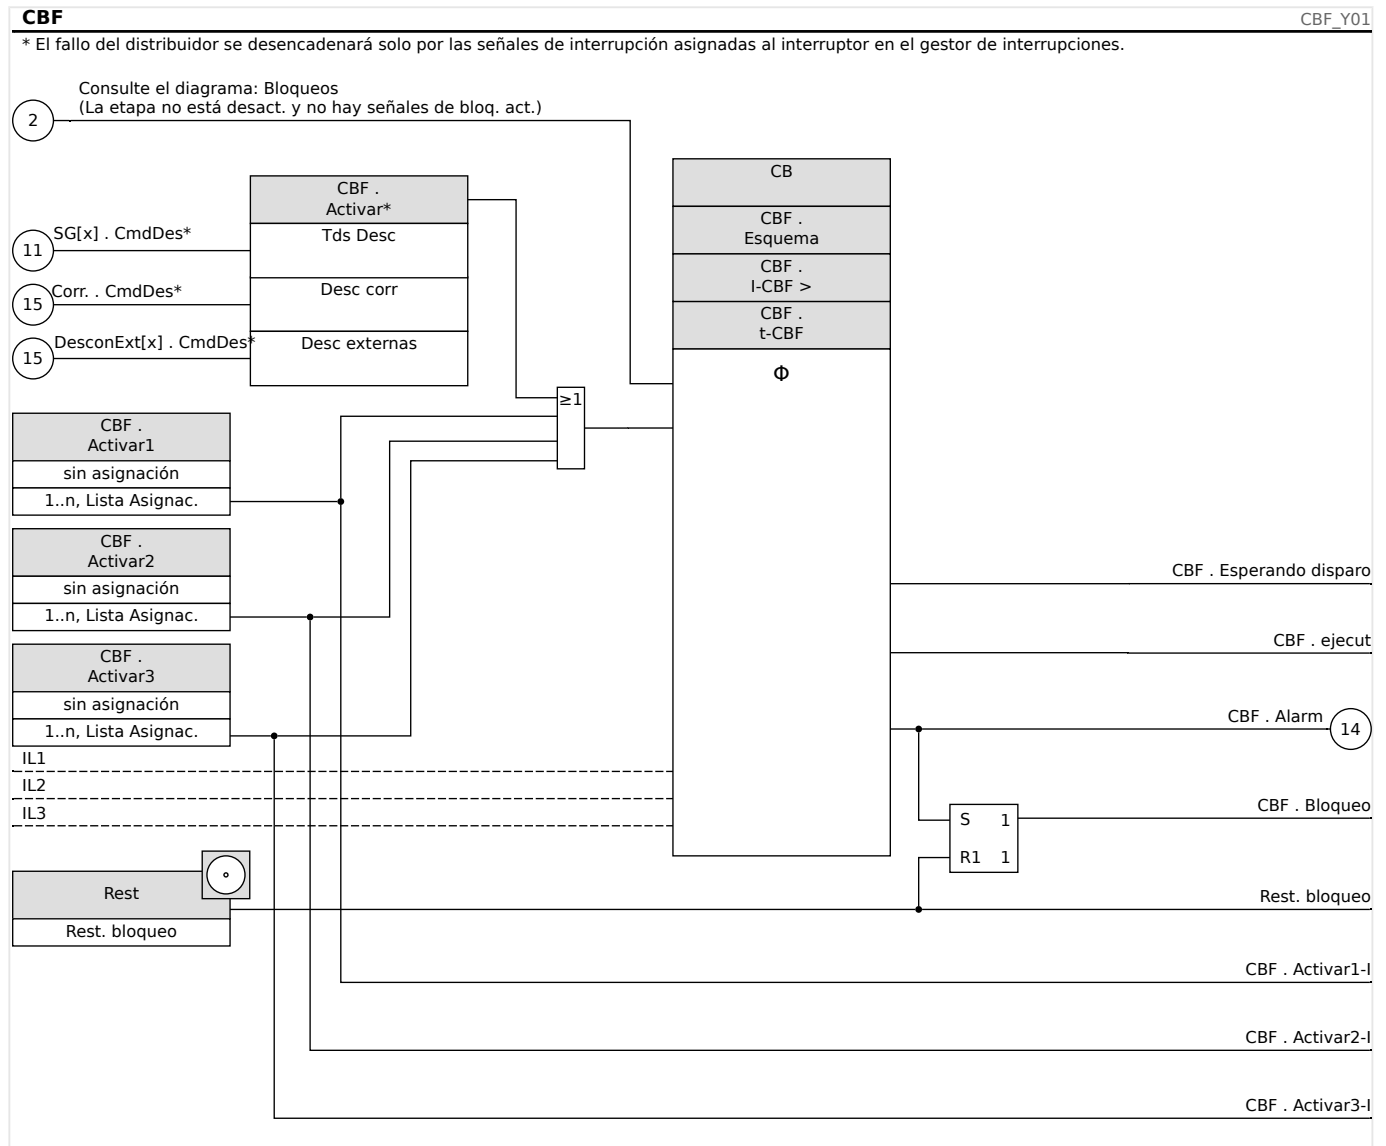 CBF
CBF_Y01
* El fallo del distribuidor se desencadenará solo por las señales de interrupción asignadas al interruptor en el gestor de interrupciones.
Consulte el diagrama: Bloqueos
(La etapa no está desact. y no hay señales de bloq. act.)
2
CBF .
Activar*
SG[x] . CmdDes*
11
Tds Desc
Corr. . CmdDes*
15
Desc corr
DesconExt[x] . CmdDes*
15
Desc externas
CB
CBF .
Esquema
CBF .
I-CBF >
CBF .
t-CBF
Φ
≥1
CBF .
Activar1
sin asignación
1..n, Lista Asignac.
CBF .
Activar2
sin asignación
1..n, Lista Asignac.
CBF .
Activar3
sin asignación
1..n, Lista Asignac.
IL1
IL2
IL3
CBF . Esperando disparo
CBF . ejecut
CBF . Alarm
14
S 1
R1 1
CBF . Bloqueo
Rest
Rest. bloqueo
Rest. bloqueo
CBF . Activar1-I
CBF . Activar2-I
CBF . Activar3-I